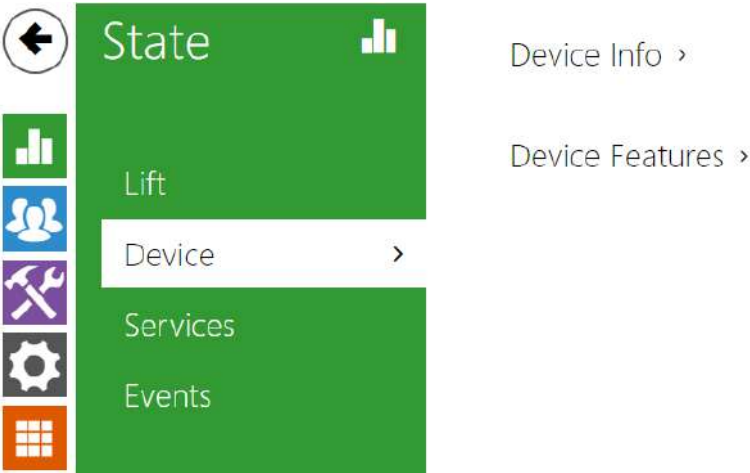 State
Lift
Device
Services
Events
Device Info
Device Features